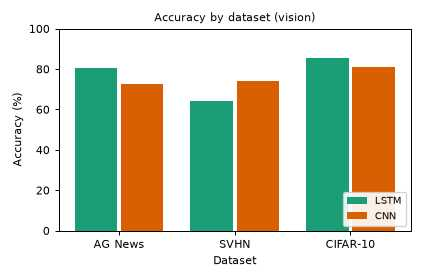 Accuracy by dataset (vision)
100
80
60
40
20
0
Accuracy (%)
AG News
SVHN
CIFAR-10
Dataset
LSTM
CNN